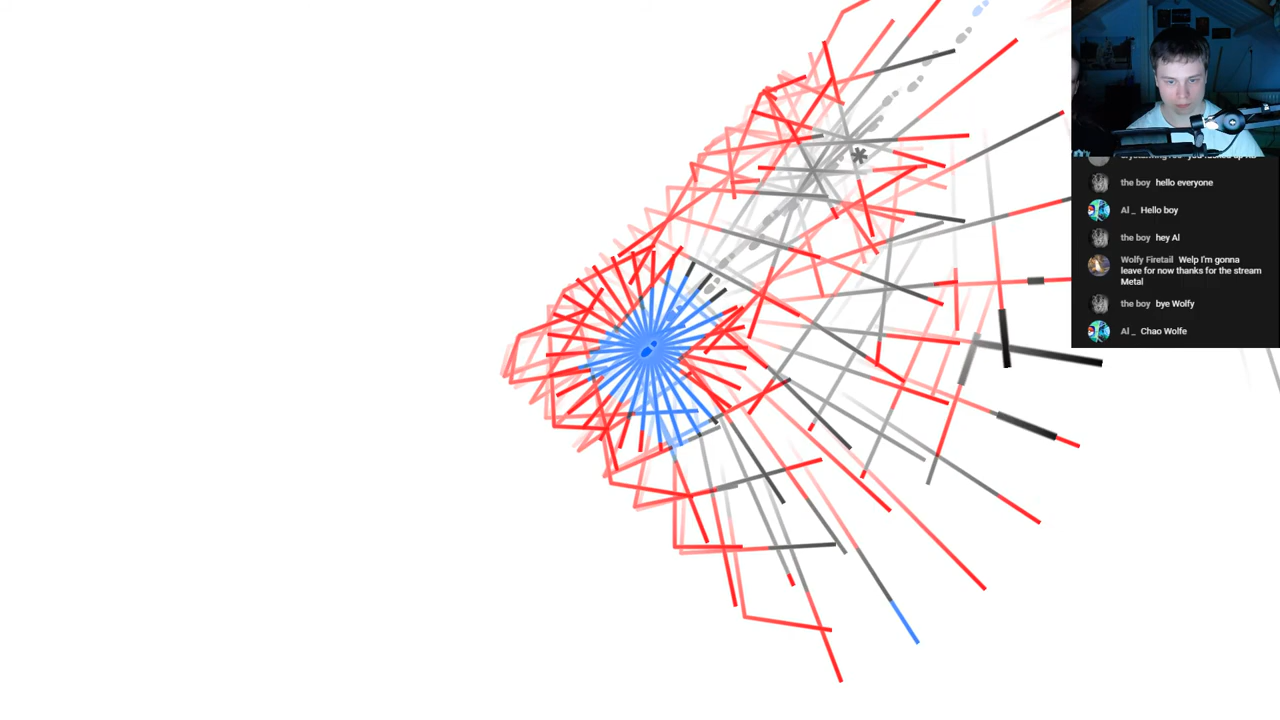 the boy hello everyone
Al _ Hello boy
the boy hey Al
Wolfy Firetail Welp I'm gonna
leave for now thanks for the stream
Metal
the boy bye Wolfy
Al _ Chao Wolfe